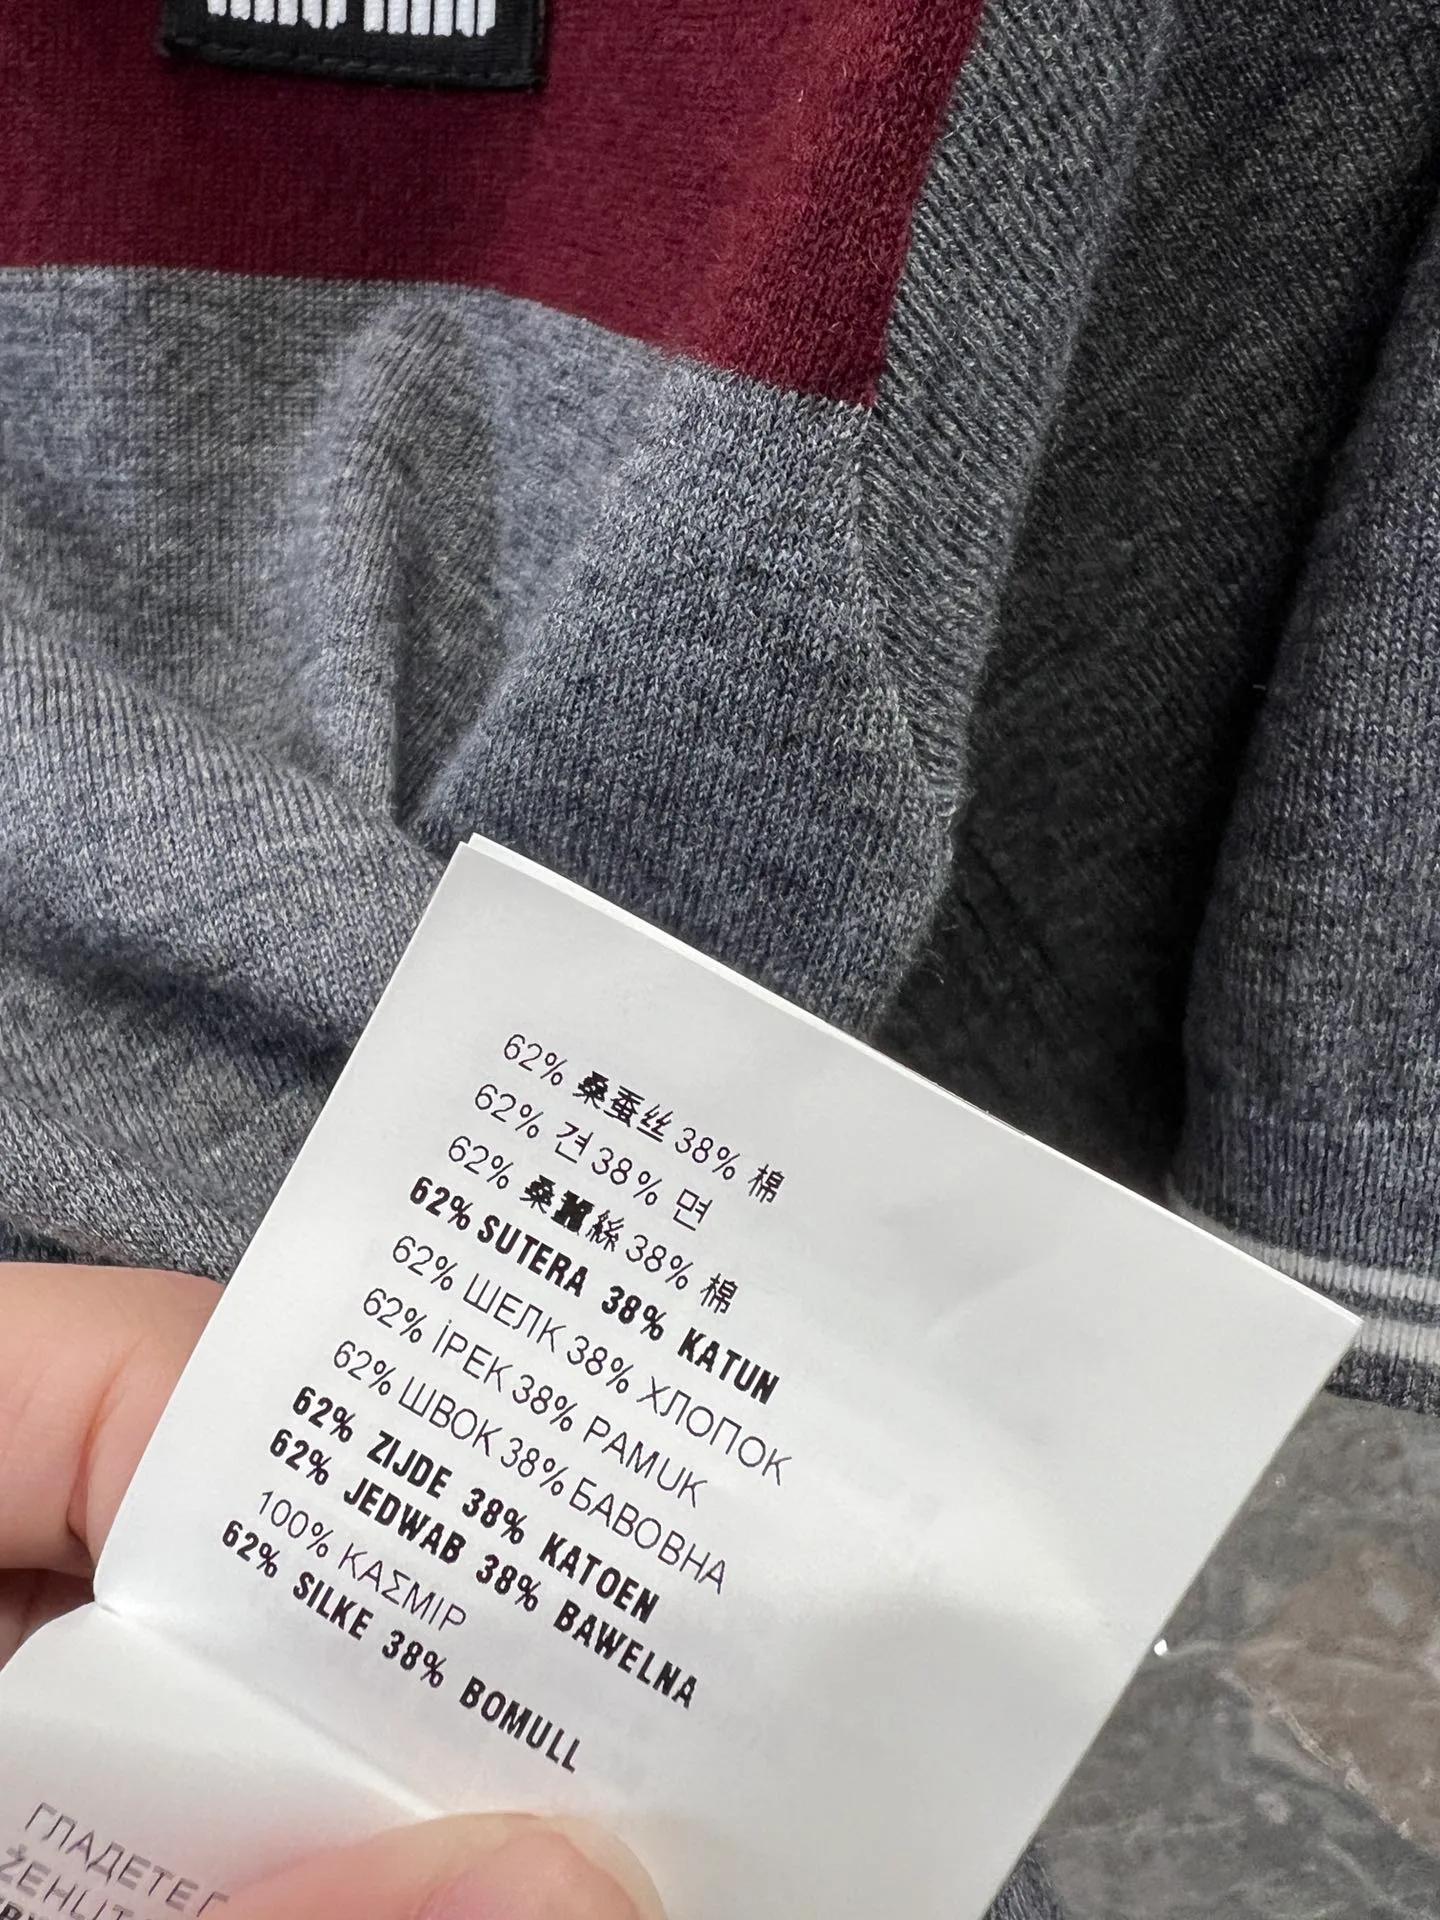 62% 桑蚕丝 38% 棉
62% 견 38% 면
62% 桑蠶絲 38% 棉
62% SUTERA 38% KATUN
62% ШЕЛК 38% ХЛОПОК
62% İPEK 38% PAMUK
62% ШВОК 38% БАВОВНА
62% ZIJDE 38% KATOEN
62% JEDWAB 38% BAWELNA
100% ΚΑΣΜΙΡ
62% SILKE 38% BOMULL
ГЛАДЕТЕ